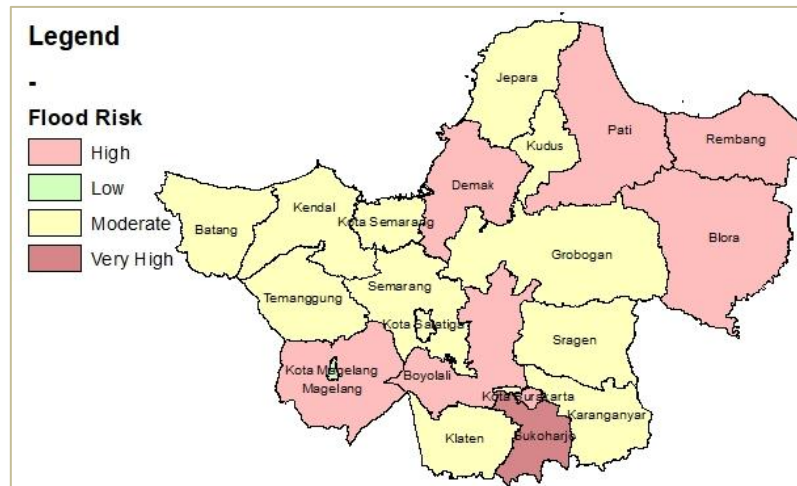 Legend
-
Flood Risk
High
Low
Moderate
Very High
Jepara
Kudus
Pati
Rembang
Demak
Kendal
Kota Semarang
Batang
Blora
Grobogan
Semarang
Temanggung
Kota Salatiga
Sragen
Kota Magelang
Magelang
Boyolali
Kota Surakarta
Karanganyar
Klaten
Sukoharjo